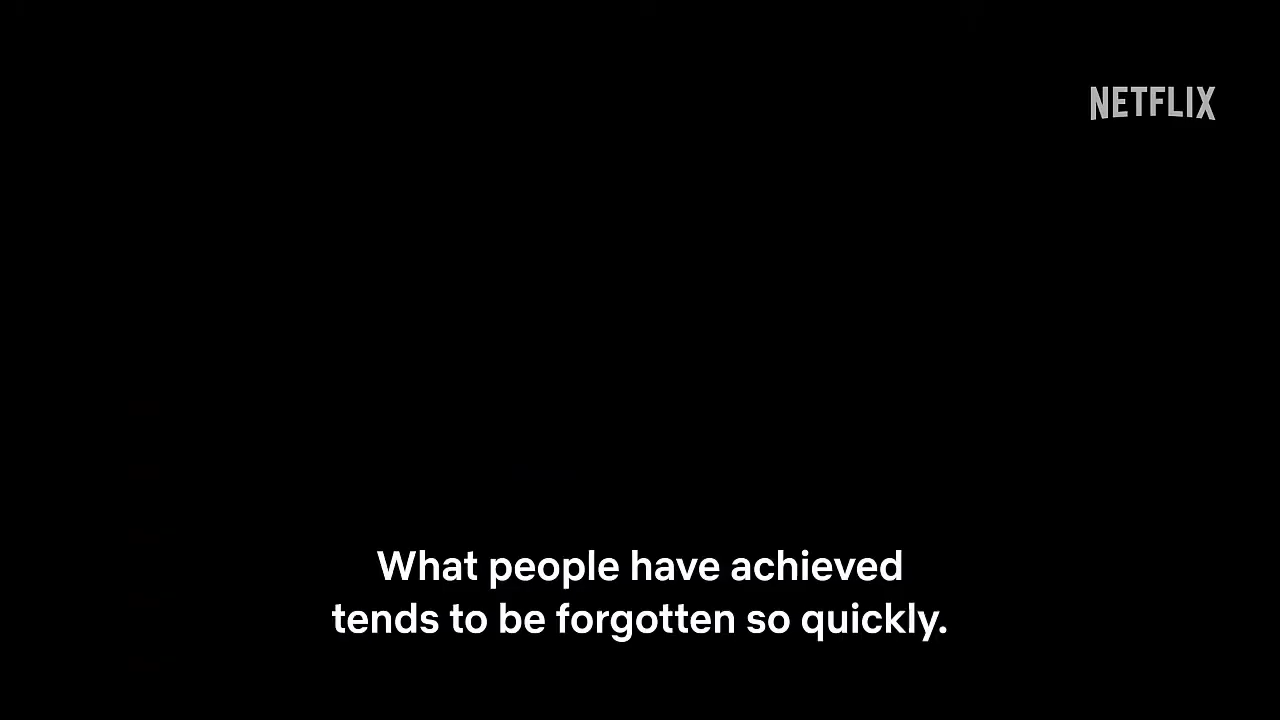 NETFLIX
What people have achieved
tends to be forgotten so quickly.